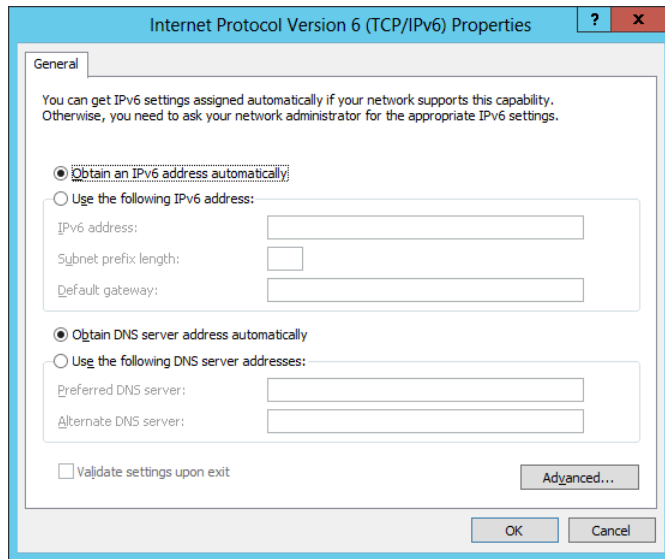 Internet Protocol Version 6 (TCP/IPv6) Properties
? x
General
You can get IPv6 settings assigned automatically if your network supports this capability.
Otherwise, you need to ask your network administrator for the appropriate IPv6 settings.
Obtain an IPv6 address automatically
Use the following IPv6 address:
IPv6 address:
Subnet prefix length:
Default gateway:
Obtain DNS server address automatically
Use the following DNS server addresses:
Preferred DNS server:
Alternate DNS server:
Validate settings upon exit
Advanced...
OK Cancel